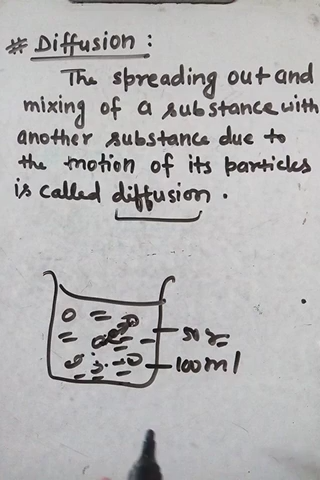 # Diffusion :
The spreading out and
mixing of a substance with
another substance due to
the motion of its particles
is called diffusion .
100ml